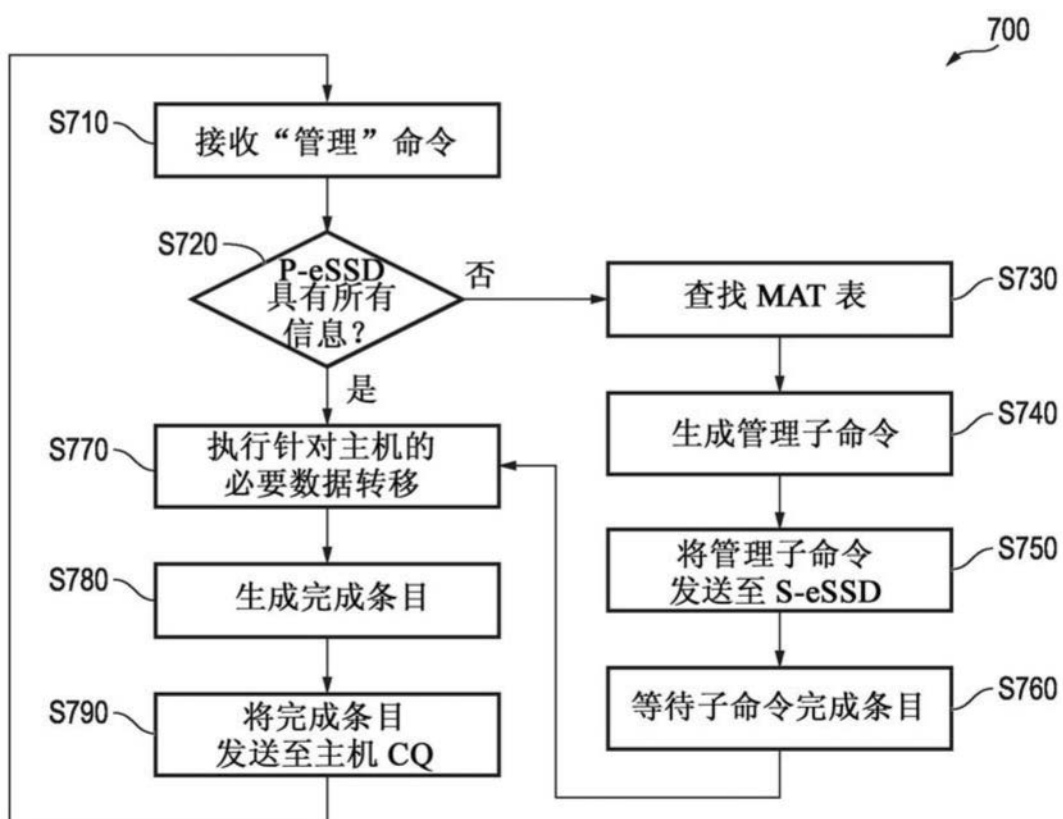 700
S710
接收“管理”命令
S720
P-eSSD
具有所有
信息？
否
是
S730
查找 MAT 表
S740
生成管理子命令
S750
将管理子命令
发送至 S-eSSD
S760
等待子命令完成条目
S770
执行针对主机的
必要数据转移
S780
生成完成条目
S790
将完成条目
发送至主机 CQ